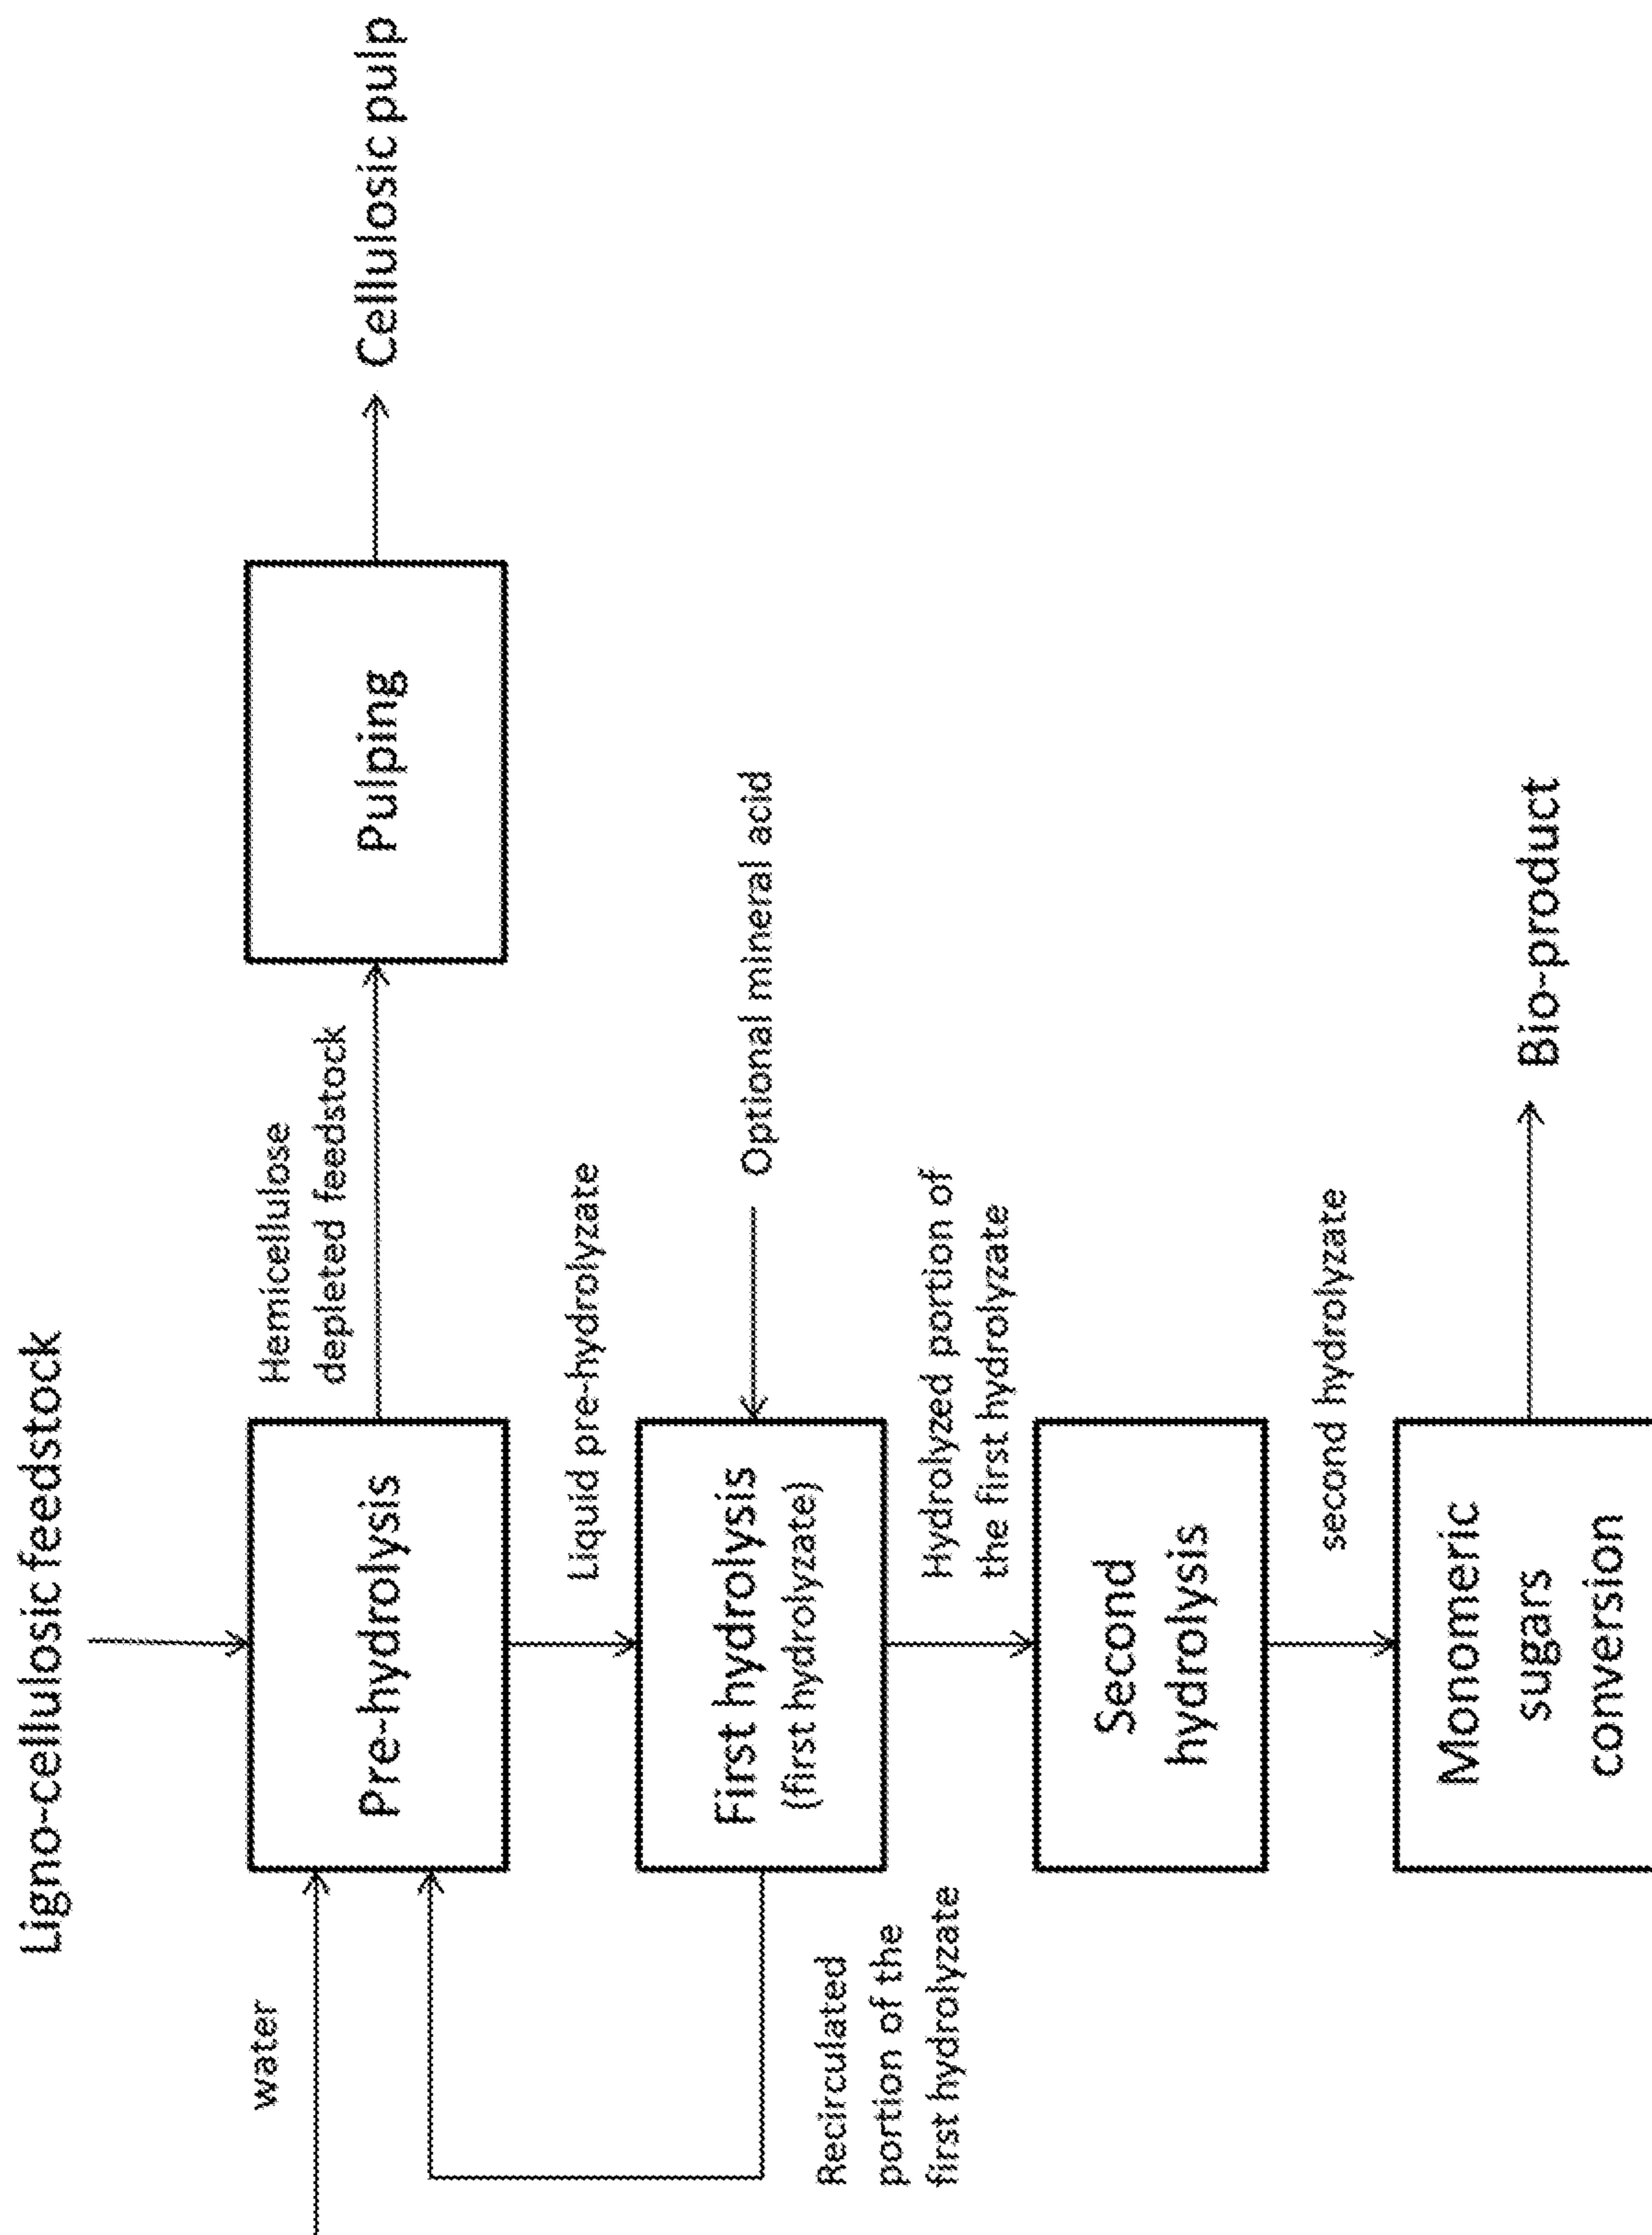 Ligno-cellulosic feedstock
water
Pre-hydrolysis
Hemicellulose
depleted feedstock
Pulping
Cellulosic pulp
Liquid pre-hydrolyzate
First hydrolysis
(first hydrolyzate)
Optional mineral acid
Recirculated
portion of the
first hydrolyzate
Hydrolyzed portion of
the first hydrolyzate
Second
hydrolysis
second hydrolyzate
Monomeric
sugars
conversion
Bio-product